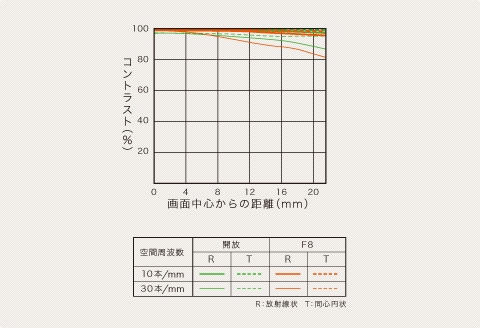 100
80
60
40
20
コントラスト(%)
0 4 8 12 16 20
画面中心からの距離(mm)
空間周波数 開放 F8
R T R T
10本/mm
30本/mm
R:放射線状 T:同心円状